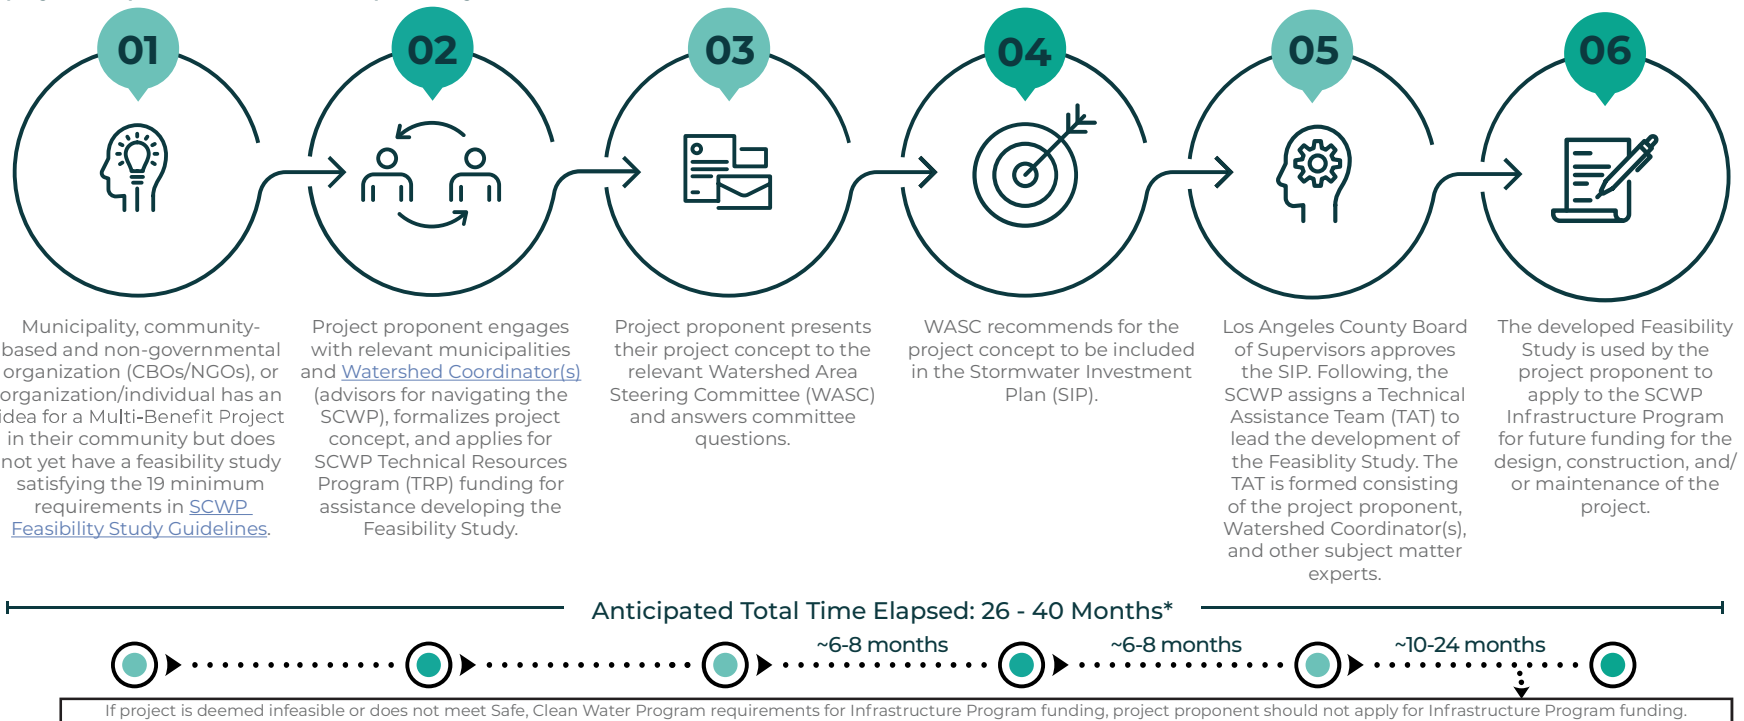 01
02
03
04
05
06
Municipality, community-
based and non-governmental
organization (CBOs/NGOs), or
organization/individual has an
idea for a Multi-Benefit Project
in their community but does
not yet have a feasibility study
satisfying the 19 minimum
requirements in SCWP
Feasibility Study Guidelines.
Project proponent engages
with relevant municipalities
and Watershed Coordinator(s)
(advisors for navigating the
SCWP), formalizes project
concept, and applies for
SCWP Technical Resources
Program (TRP) funding for
assistance developing the
Feasibility Study.
Project proponent presents
their project concept to the
relevant Watershed Area
Steering Committee (WASC)
and answers committee
questions.
WASC recommends for the
project concept to be included
in the Stormwater Investment
Plan (SIP).
Los Angeles County Board
of Supervisors approves
the SIP. Following, the
SCWP assigns a Technical
Assistance Team (TAT) to
lead the development of
the Feasiblity Study. The
TAT is formed consisting
of the project proponent,
Watershed Coordinator(s),
and other subject matter
experts.
The developed Feasibility
Study is used by the
project proponent to
apply to the SCWP
Infrastructure Program
for future funding for the
design, construction, and/
or maintenance of the
project.
Anticipated Total Time Elapsed: 26 - 40 Months*
~6-8 months
~6-8 months
~10-24 months
If project is deemed infeasible or does not meet Safe, Clean Water Program requirements for Infrastructure Program funding, project proponent should not apply for Infrastructure Program funding.